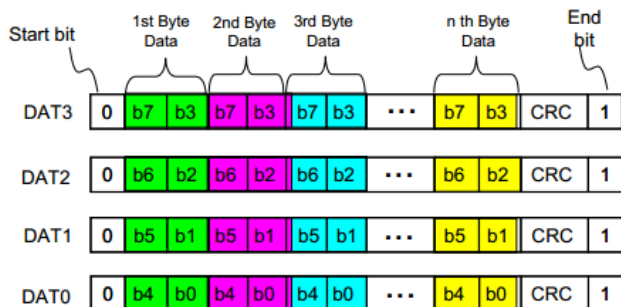 Start bit 1st Byte Data 2nd Byte Data 3rd Byte Data n th Byte Data End bit
DAT3 0 b7 b3 b7 b3 b7 b3 ... b7 b3 CRC 1
DAT2 0 b6 b2 b6 b2 b6 b2 ... b6 b2 CRC 1
DAT1 0 b5 b1 b5 b1 b5 b1 ... b5 b1 CRC 1
DAT0 0 b4 b0 b4 b0 b4 b0 ... b4 b0 CRC 1